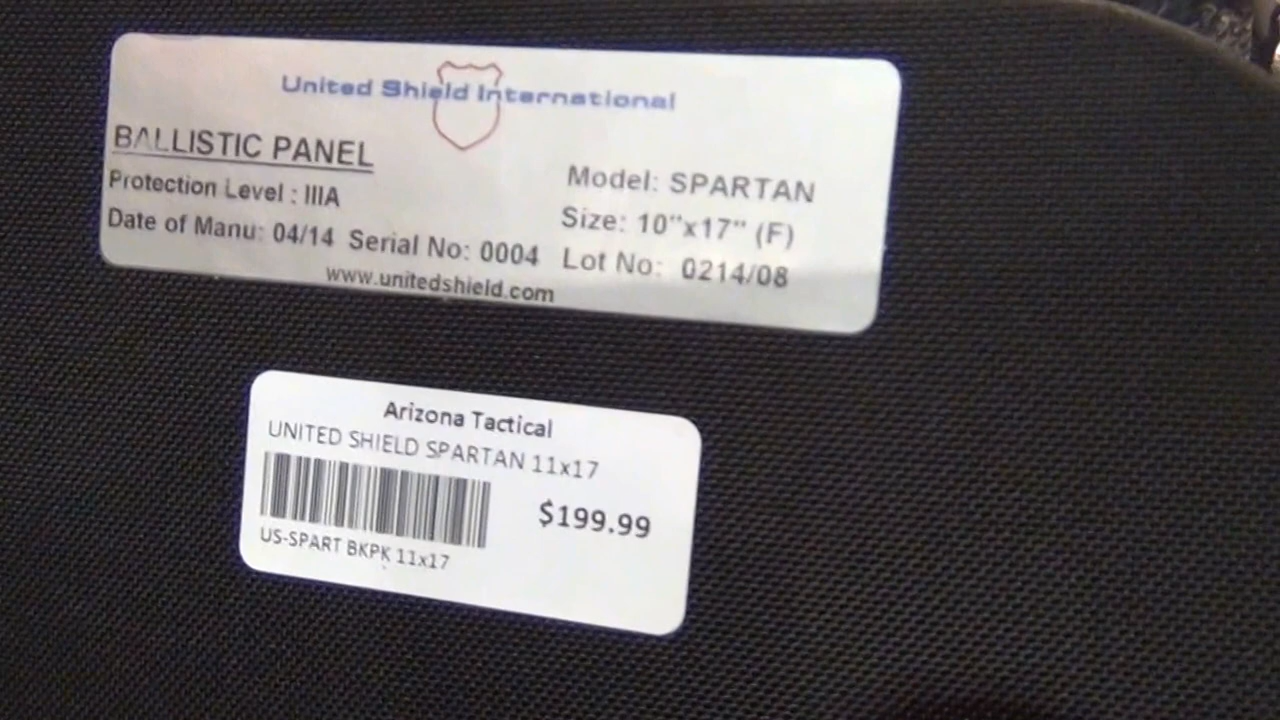 United Shield International
BALLISTIC PANEL
Protection Level : IIIA
Date of Manu: 04/14 Serial No: 0004
Model: SPARTAN
Size: 10"x17" (F)
Lot No: 0214/08
www.unitedshield.com
Arizona Tactical
UNITED SHIELD SPARTAN 11x17
$199.99
US-SPART BKPK 11x17